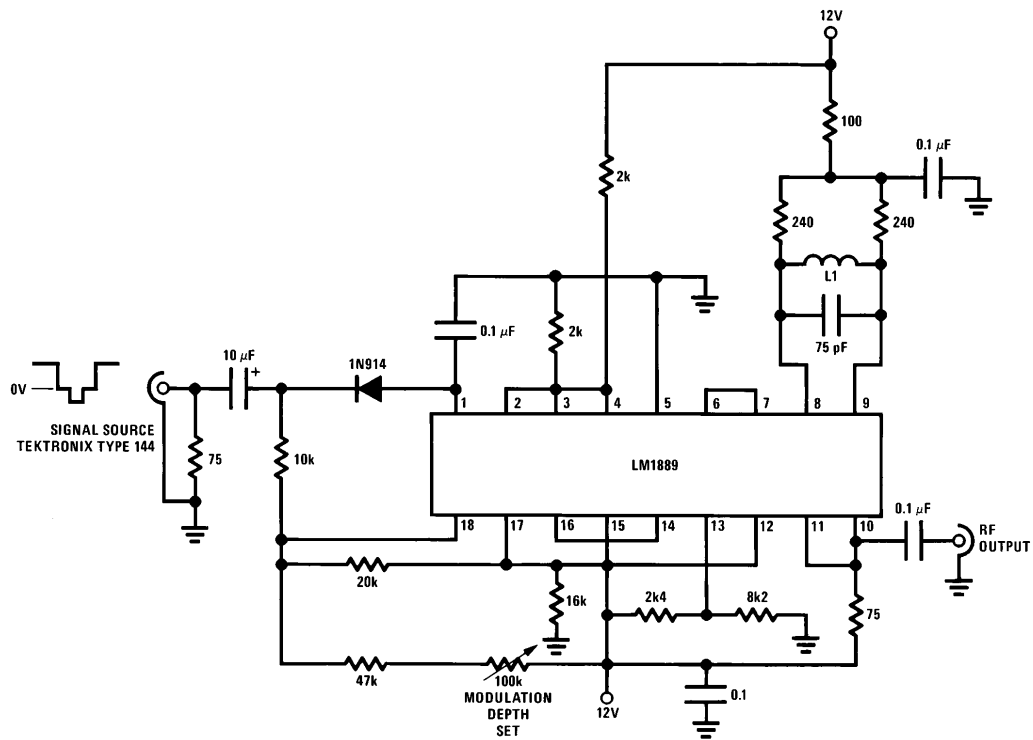 12V
100
0.1 μF
2k
240
240
L1
75 pF
0.1 μF
2k
10 μF
+
1N914
0V
SIGNAL SOURCE
TEKTRONIX TYPE 144
75
10k
1
2
3
4
5
6
7
8
9
LM1889
18
17
16
15
14
13
12
11
10
0.1 μF
RF
OUTPUT
20k
16k
2k4
8k2
75
47k
100k
MODULATION
DEPTH
SET
12V
0.1